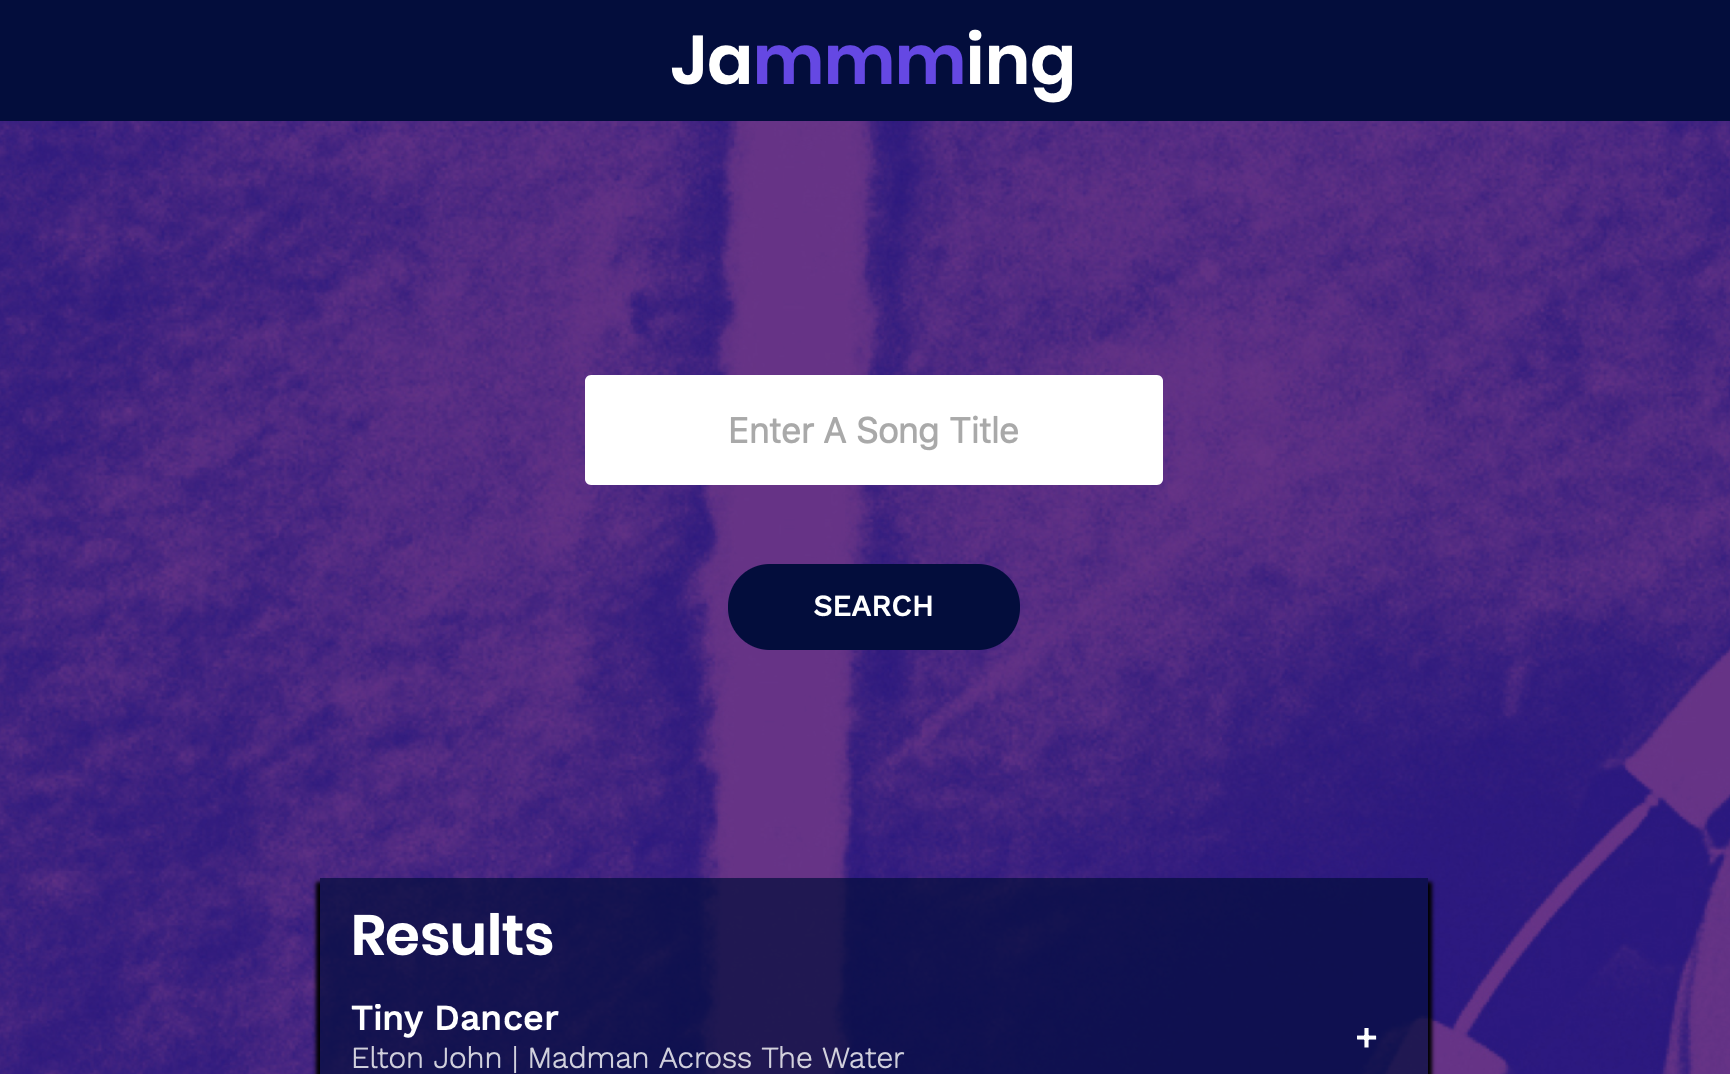 Jammming
Enter A Song Title
SEARCH
Results
Tiny Dancer
+
Elton John | Madman Across The Water